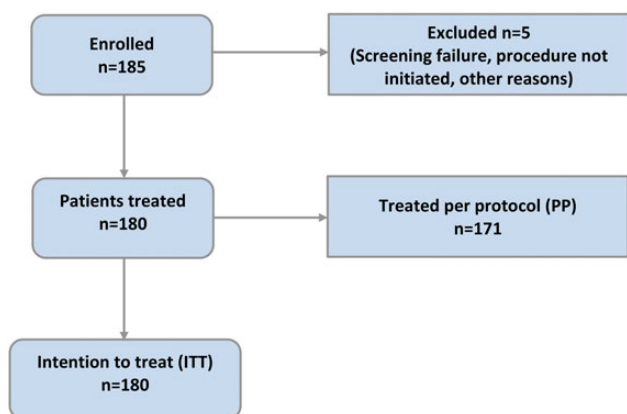 Enrolled
n=185
Excluded n=5
(Screening failure, procedure not
initiated, other reasons)
Patients treated
n=180
Treated per protocol (PP)
n=171
Intention to treat (ITT)
n=180